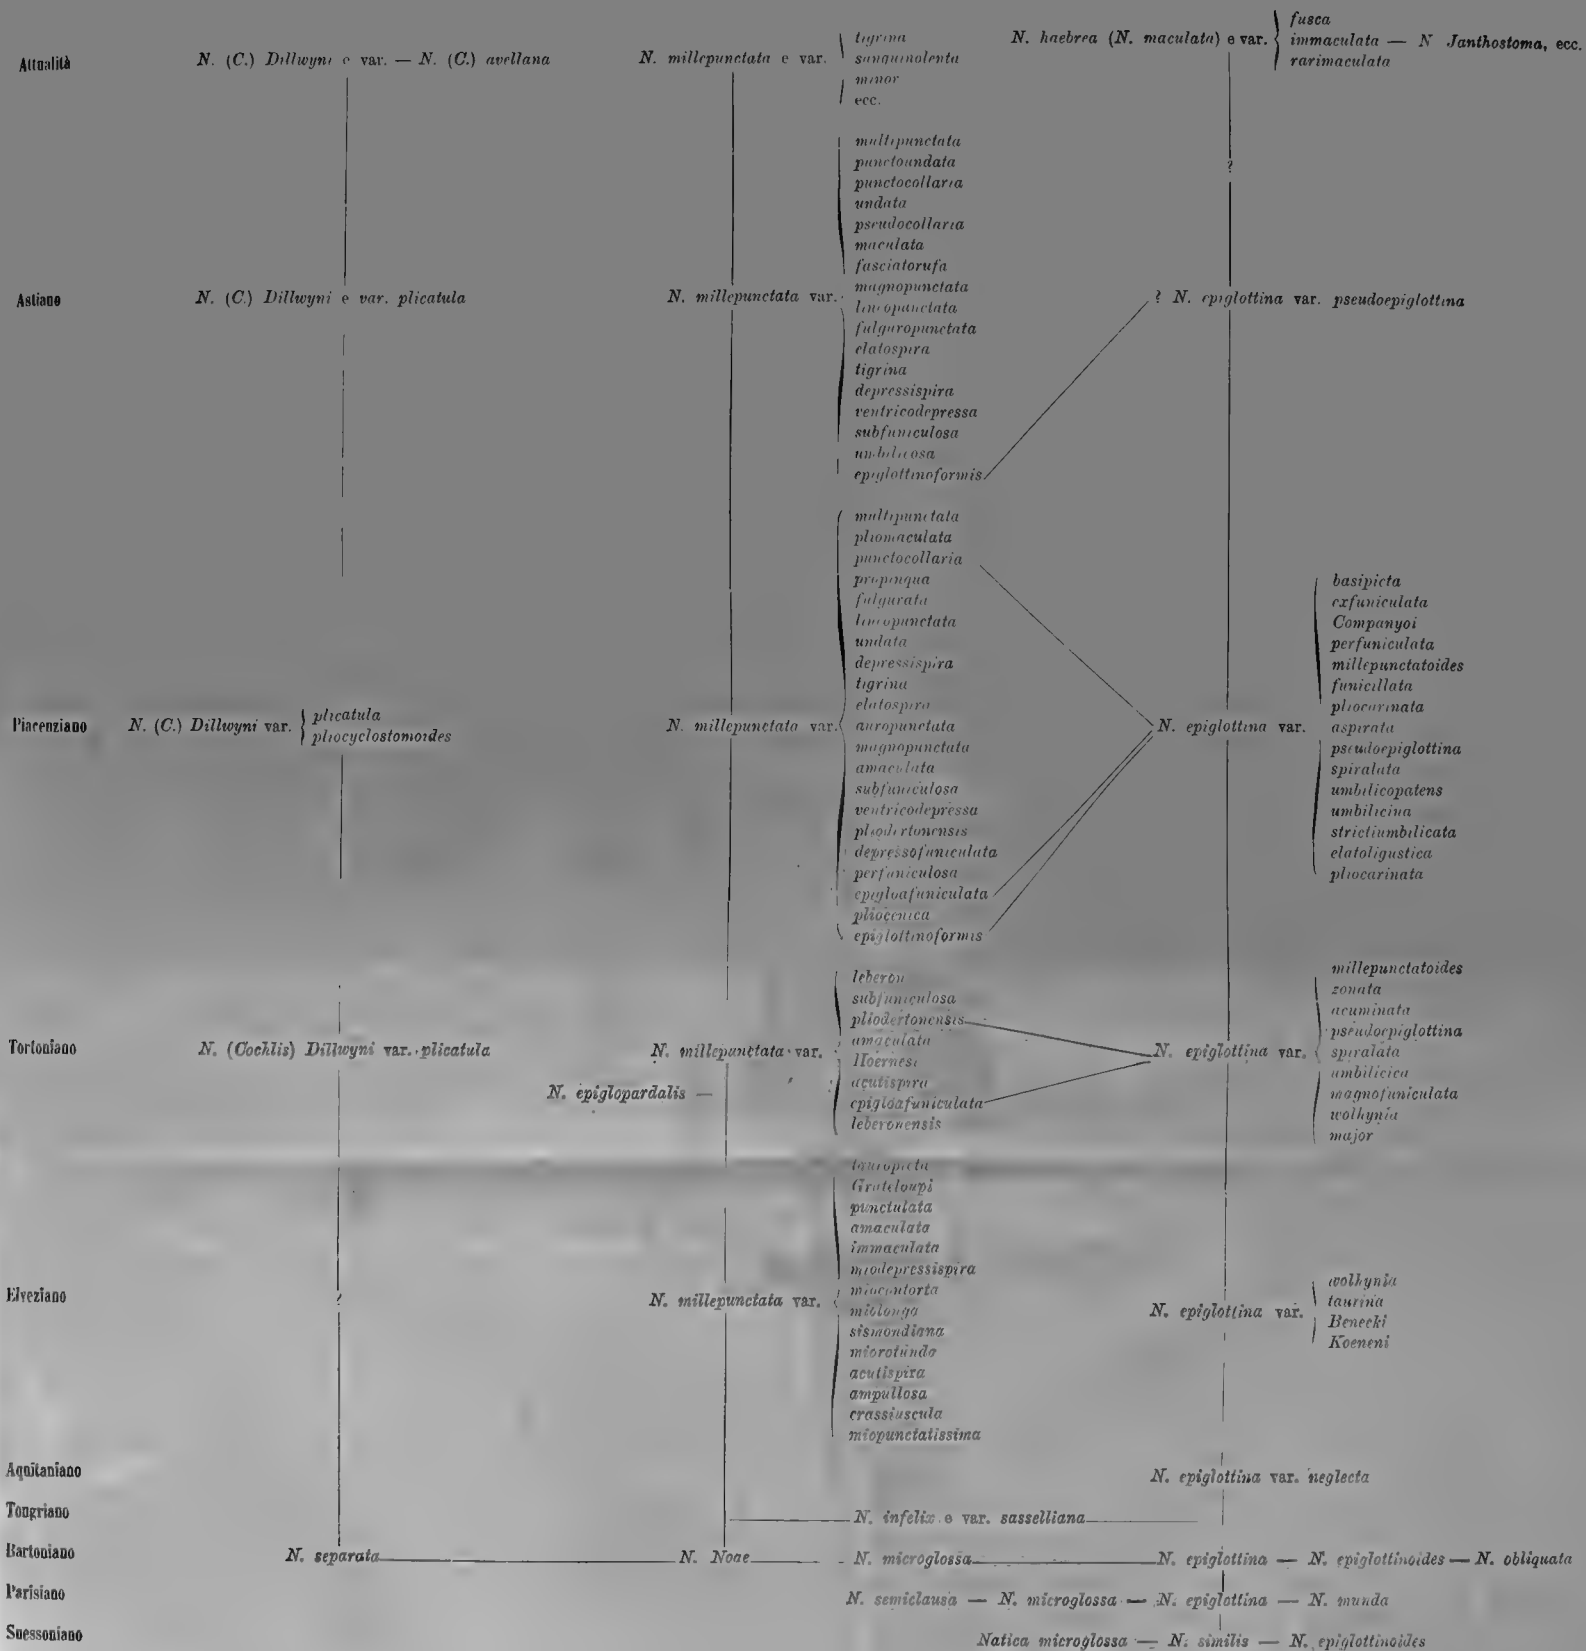 Attualità
N. (C.) Dillwyni e var. — N. (C.) avellana
N. millepunctata e var.
tigrina
sanguinolenta
minor
ecc.
N. haebrea (N. maculata) e var.
fusca
immaculata — N Janthostoma, ecc.
rarimaculata
?
Astiano
N. (C.) Dillwyni e var. plicatula
N. millepunctata var.
multipunctata
punctoundata
punctocollaria
undata
pseudocollaria
maculata
fasciatorufa
magnopunctata
lineopunctata
fulguropunctata
elatospira
tigrina
depressispira
ventricodepressa
subfuniculosa
umbilicosa
epiglottinoformis
? N. epiglottina var. pseudoepiglottina
Piacenziano
N. (C.) Dillwyni var.
plicatula
pliocyclostomoides
N. millepunctata var.
multipunctata
pliomaculata
punctocollaria
propinqua
fulgurata
lineopunctata
undata
depressispira
tigrina
elatospira
auropunctata
magnopunctata
amaculata
subfuniculosa
ventricodepressa
pliodertonensis
depressofuniculata
perfuniculosa
epigloafuniculata
pliocenica
epiglottinoformis
N. epiglottina var.
basipicta
exfuniculata
Companyoi
perfuniculata
millepunctatoides
funicillata
pliocarinata
aspirata
pseudoepiglottina
spiralata
umbilicopatens
umbilicina
strictiumbilicata
elatoligustica
pliocarinata
Tortoniano
N. (Cochlis) Dillwyni var. plicatula
N. millepunctata var.
N. epiglopardalis —
leberon
subfuniculosa
pliodertonensis
amaculata
Hoernesi
acutispira
epigloafuniculata
leberonensis
N. epiglottina var.
millepunctatoides
zonata
acuminata
pseudoepiglottina
spiralata
umbilicica
magnofuniculata
wolhynia
major
Elveziano
?
N. millepunctata var.
tauropicta
Grateloupi
punctulata
amaculata
immaculata
miodepressispira
miocontorta
miolonga
sismondiana
miorotunda
acutispira
ampullosa
crassiuscula
miopunctatissima
N. epiglottina var.
wolhynia
taurina
Benecki
Koeneni
Aquitaniano
N. epiglottina var. neglecta
Tongriano
N. infelix e var. sasselliana
Bartoniano
N. separata — N. Noae — N. microglossa — N. epiglottina — N. epiglottinoides — N. obliquata
Parisiano
N. semiclausa — N. microglossa — N. epiglottina — N. munda
Suessoniano
Natica microglossa — N. similis — N. epiglottinoides